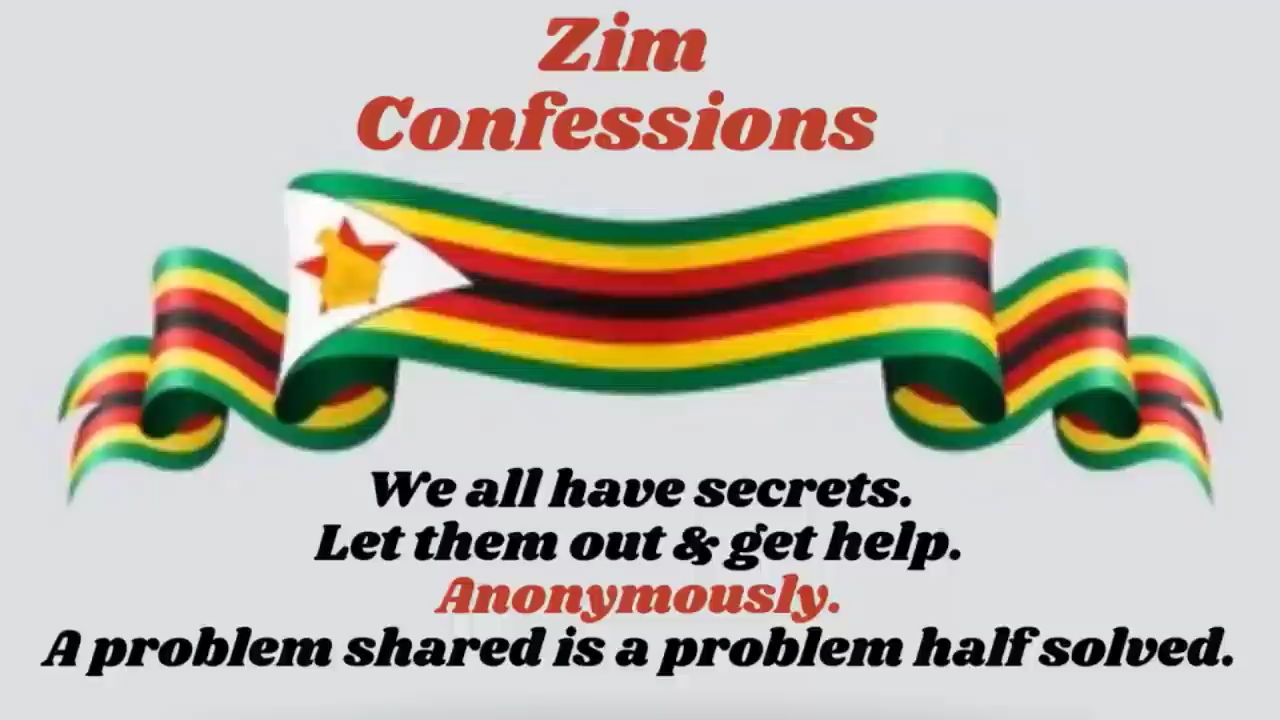 Zim
Confessions
We all have secrets.
Let them out & get help.
Anonymously.
A problem shared is a problem half solved.